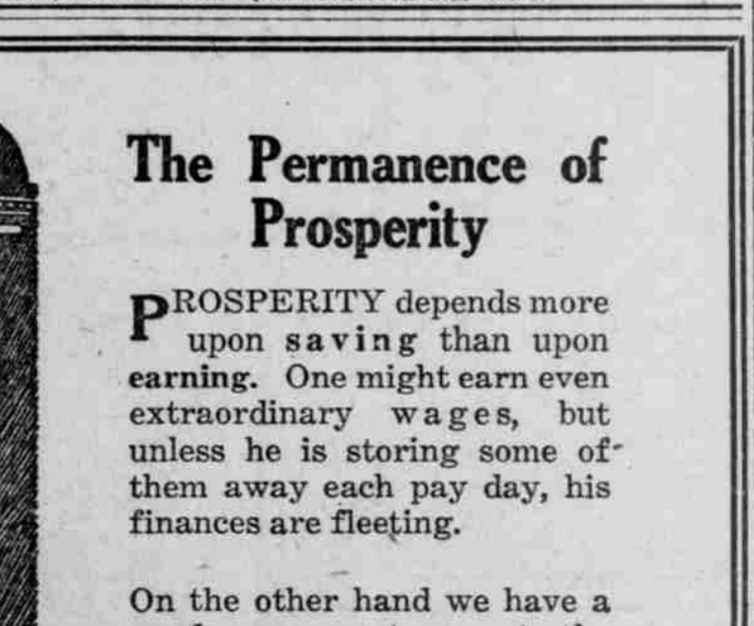 The Permanence of
Prosperity
PROSPERITY depends more
upon saving than upon
earning. One might earn even
extraordinary wages, but
unless he is storing some of
them away each pay day, his
finances are fleeting.
On the other hand we have a